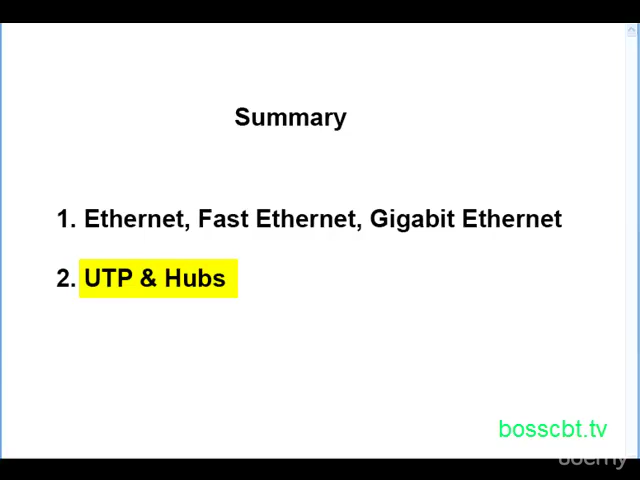 Summary
1. Ethernet, Fast Ethernet, Gigabit Ethernet
2. UTP & Hubs
bosscbt.tv